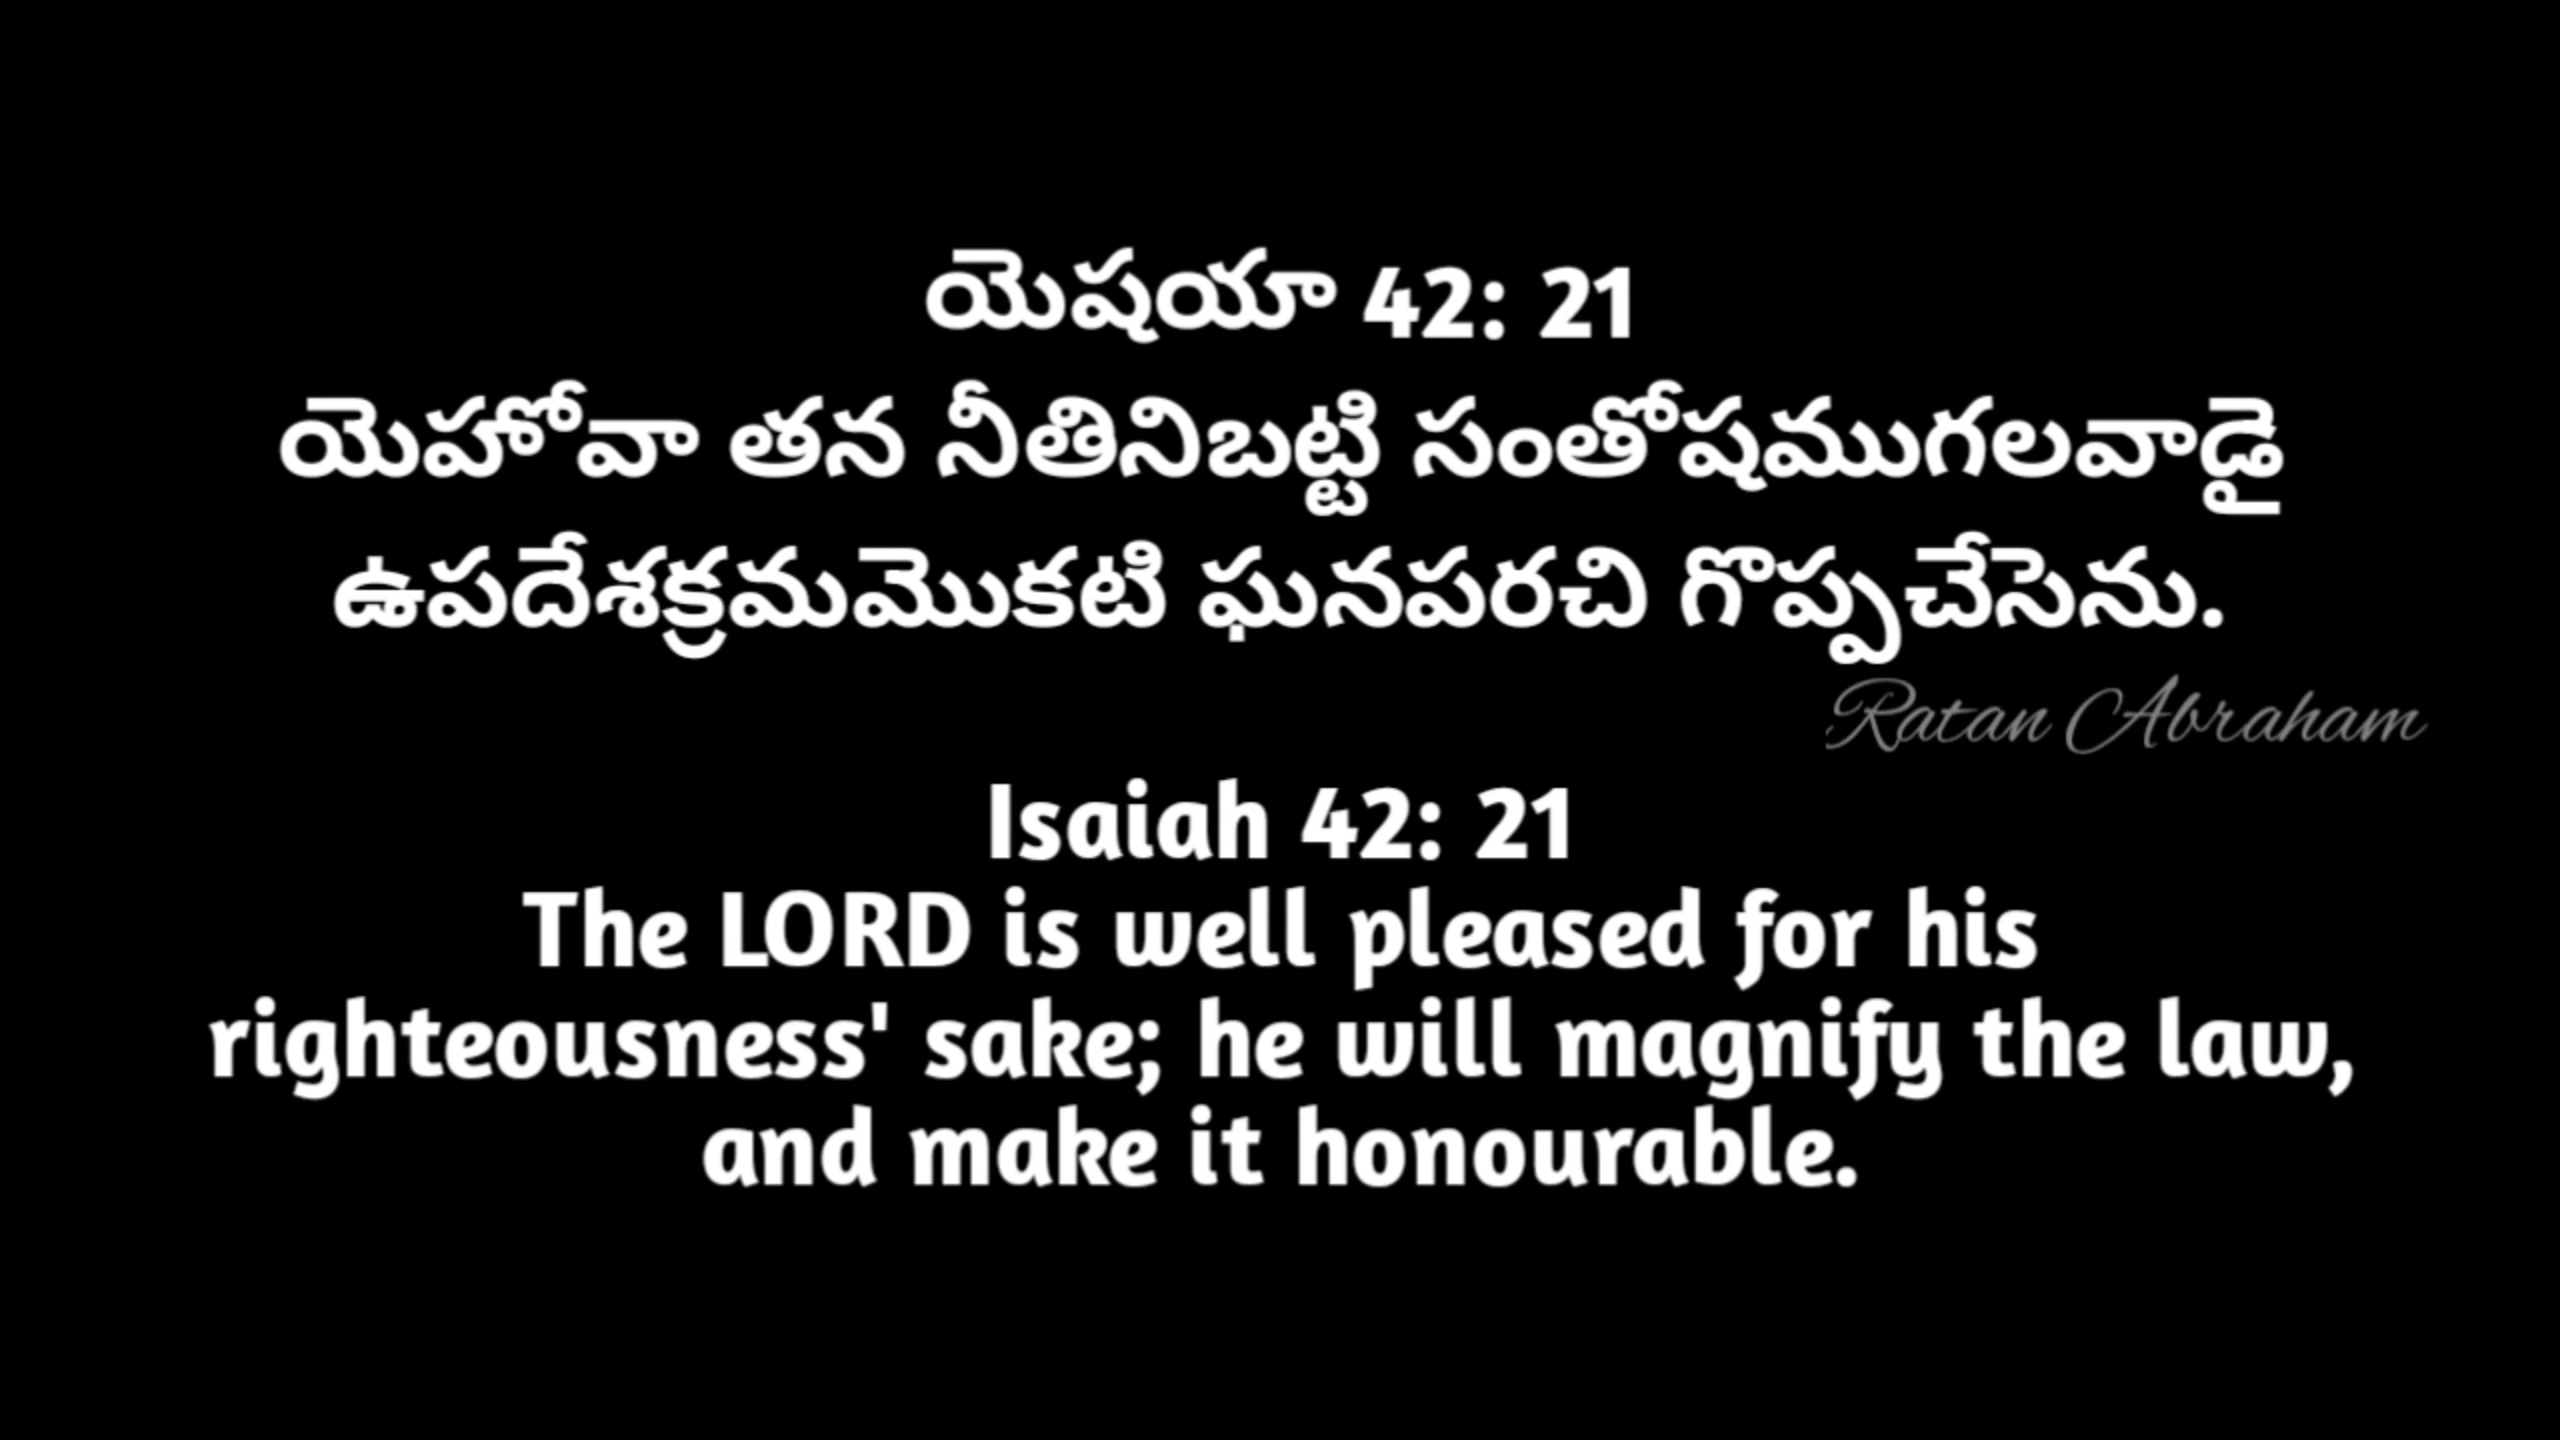 యెషయా 42: 21
యెహోవా తన నీతినిబట్టి సంతోషముగలవాడై
ఉపదేశక్రమమొకటి ఘనపరచి గొప్పచేసెను.
Ratan Abraham
Isaiah 42: 21
The LORD is well pleased for his
righteousness' sake; he will magnify the law,
and make it honourable.